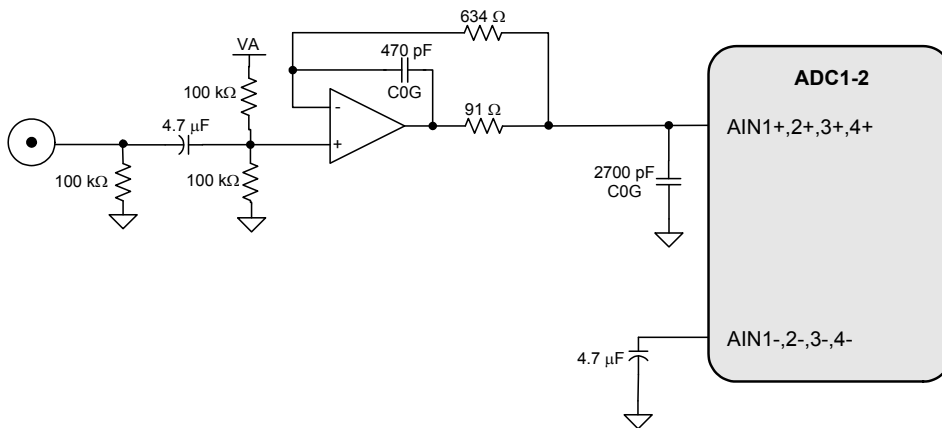 634 Ω
VA
470 pF
C0G
ADC1-2
100 kΩ
-
91 Ω
AIN1+,2+,3+,4+
4.7 µF
+
100 kΩ
100 kΩ
2700 pF
C0G
AIN1-,2-,3-,4-
4.7 µF